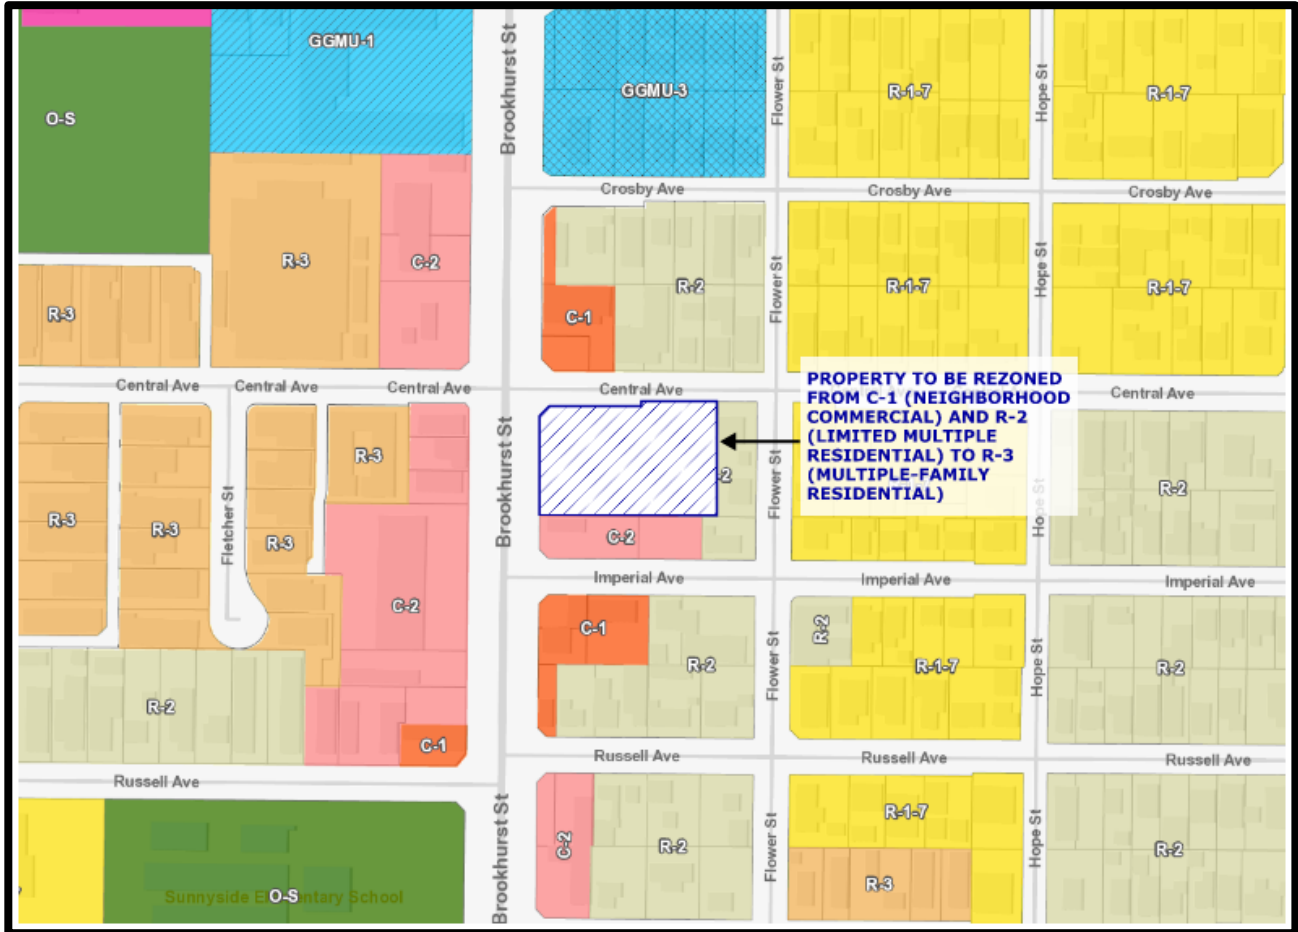 GGMU-1
Brookhurst St
GGMU-3
Flower St
R-1-7
Hope St
R-1-7
O-S
Crosby Ave
Crosby Ave
Crosby Ave
R-3
C-2
R-2
Flower St
R-1-7
Hope St
R-1-7
R-3
C-1
Central Ave
Central Ave
Central Ave
Central Ave
Central Ave
PROPERTY TO BE REZONED
FROM C-1 (NEIGHBORHOOD
COMMERCIAL) AND R-2
(LIMITED MULTIPLE
RESIDENTIAL) TO R-3
(MULTIPLE-FAMILY
RESIDENTIAL)
R-3
Brookhurst St
-2
Flower St
Hope St
R-2
R-3
R-3
Fletcher St
R-3
C-2
Imperial Ave
Imperial Ave
Imperial Ave
C-2
C-1
R-2
Flower St
R-2
R-1-7
Hope St
R-2
R-2
C-1
Russell Ave
Russell Ave
Russell Ave
Russell Ave
Brookhurst St
C-2
R-2
Flower St
R-1-7
R-3
Hope St
R-2
Sunnyside Elementary School
O-S